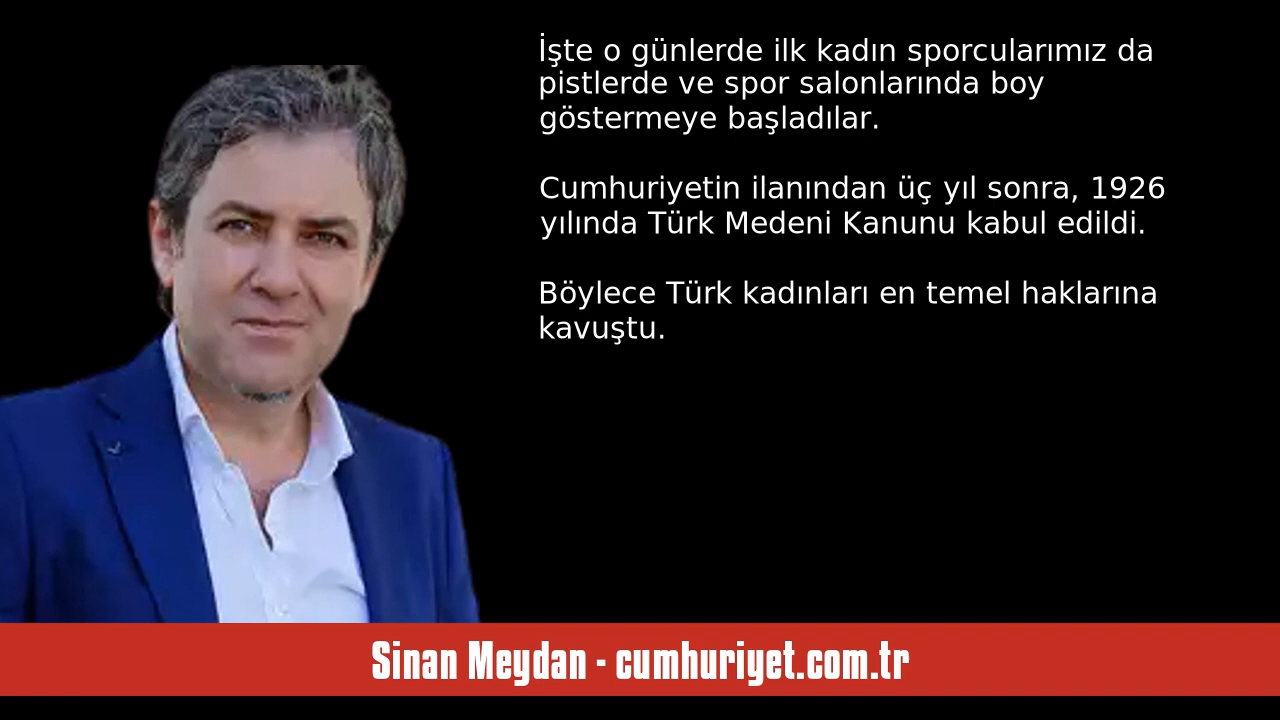 İşte o günlerde ilk kadın sporcularımız da
pistlerde ve spor salonlarında boy
göstermeye başladılar.
Cumhuriyetin ilanından üç yıl sonra, 1926
yılında Türk Medeni Kanunu kabul edildi.
Böylece Türk kadınları en temel haklarına
kavuştu.
Sinan Meydan - cumhuriyet.com.tr